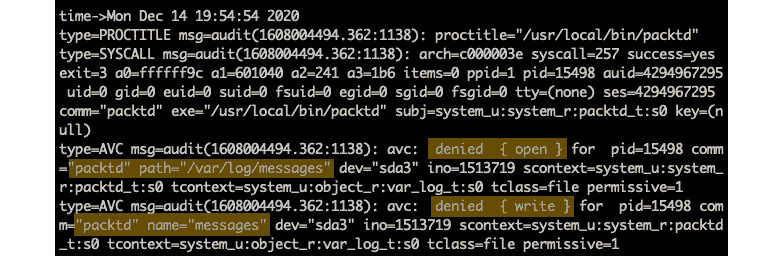 time->Mon Dec 14 19:54:54 2020
type=PROCTITLE msg=audit(1608004494.362:1138): proctitle="/usr/local/bin/packtd"
type=SYSCALL msg=audit(1608004494.362:1138): arch=c000003e syscall=257 success=yes
exit=3 a0=ffffff9c a1=601040 a2=241 a3=1b6 items=0 ppid=1 pid=15498 auid=4294967295
 uid=0 gid=0 euid=0 suid=0 fsuid=0 egid=0 sgid=0 fsgid=0 tty=(none) ses=4294967295
comm="packtd" exe="/usr/local/bin/packtd" subj=system_u:system_r:packtd_t:s0 key=(n
ull)
type=AVC msg=audit(1608004494.362:1138): avc:  denied  { open } for  pid=15498 comm
="packtd" path="/var/log/messages" dev="sda3" ino=1513719 scontext=system_u:system_
r:packtd_t:s0 tcontext=system_u:object_r:var_log_t:s0 tclass=file permissive=1
type=AVC msg=audit(1608004494.362:1138): avc:  denied  { write } for  pid=15498 com
m="packtd" name="messages" dev="sda3" ino=1513719 scontext=system_u:system_r:packtd
_t:s0 tcontext=system_u:object_r:var_log_t:s0 tclass=file permissive=1